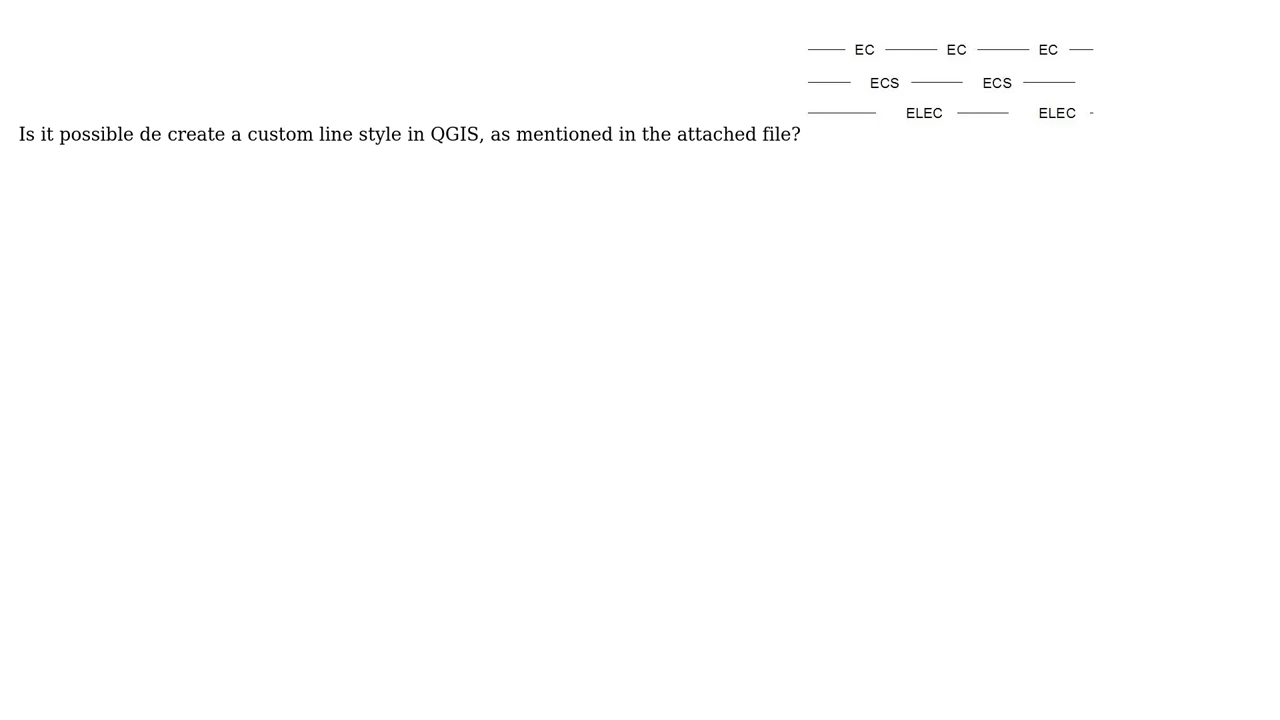 EC EC EC
ECS ECS
ELEC ELEC
Is it possible de create a custom line style in QGIS, as mentioned in the attached file?